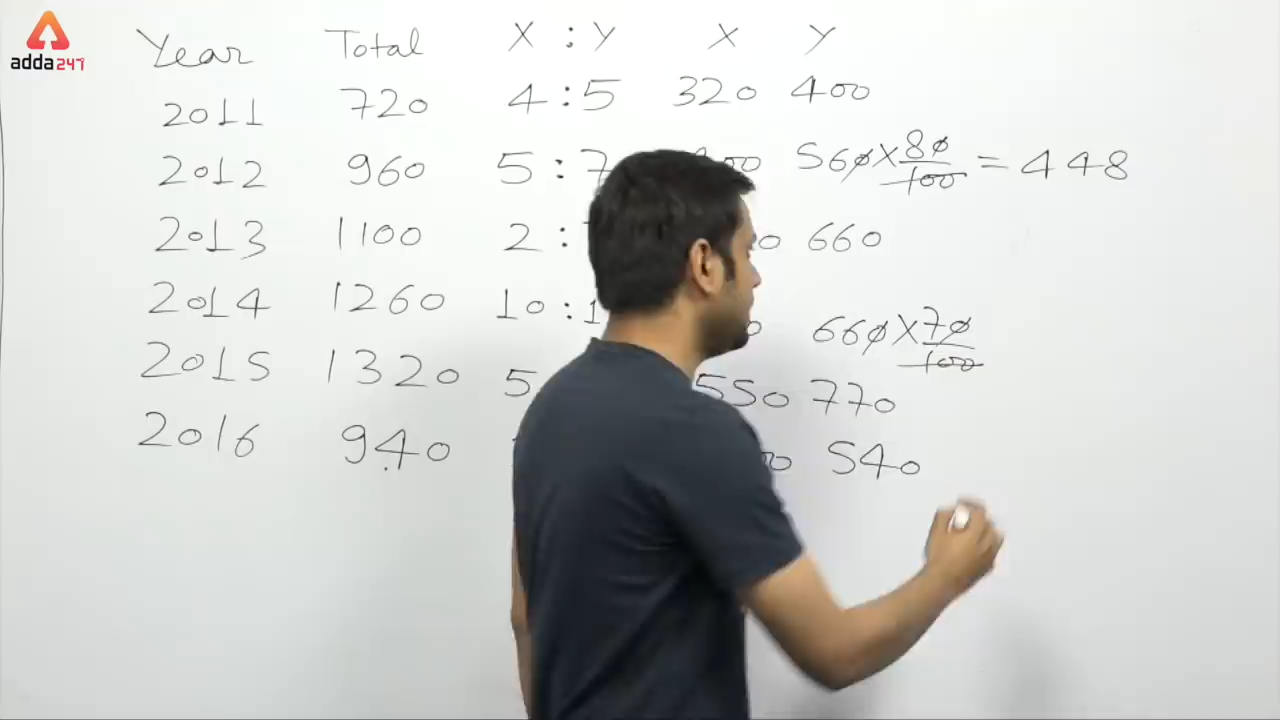 adda247
Year Total X : Y X Y
2011 720 4 : 5 320 400
2012 960 5 : 7 560 × 80/100 = 448
2013 1100 2 : 660
2014 1260 10 : 660 × 70/100
2015 1320 5 550 770
2016 940 540